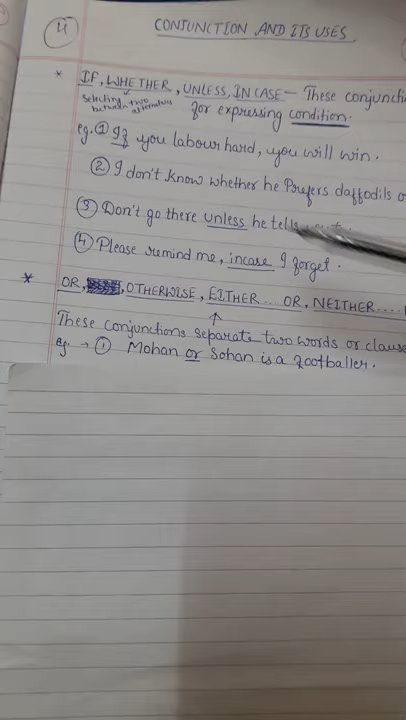 4
CONJUNCTION AND ITS USES
* IF, WHETHER, UNLESS, IN CASE - These conjuncti
selecting between two alternatives
for expressing condition.
eg. ① If you labour hard, you will win.
② I don't know whether he Prefers daffodils o
③ Don't go there unless he tells
④ Please remind me, incase I forget.
* OR, OTHERWISE, EITHER... OR, NEITHER....
These conjunctions separate two words or clause
eg. → ① Mohan or Sohan is a footballer.